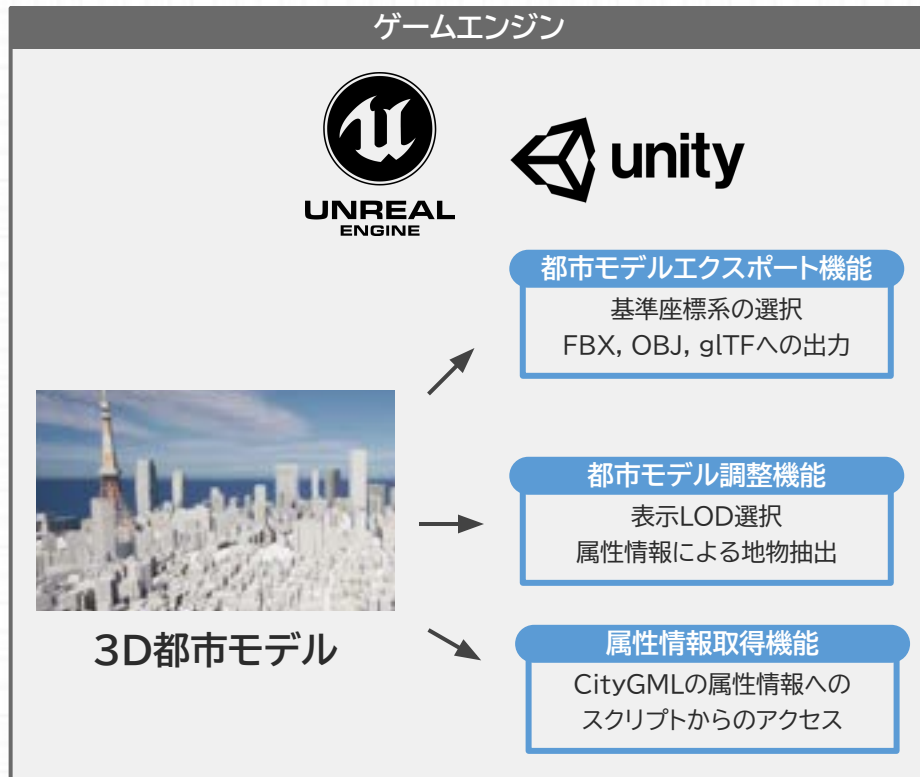 ゲームエンジン
UNREAL
ENGINE
unity
都市モデルエクスポート機能
基準座標系の選択
FBX, OBJ, glTFへの出力
都市モデル調整機能
表示LOD選択
属性情報による地物抽出
3D都市モデル
属性情報取得機能
CityGMLの属性情報への
スクリプトからのアクセス